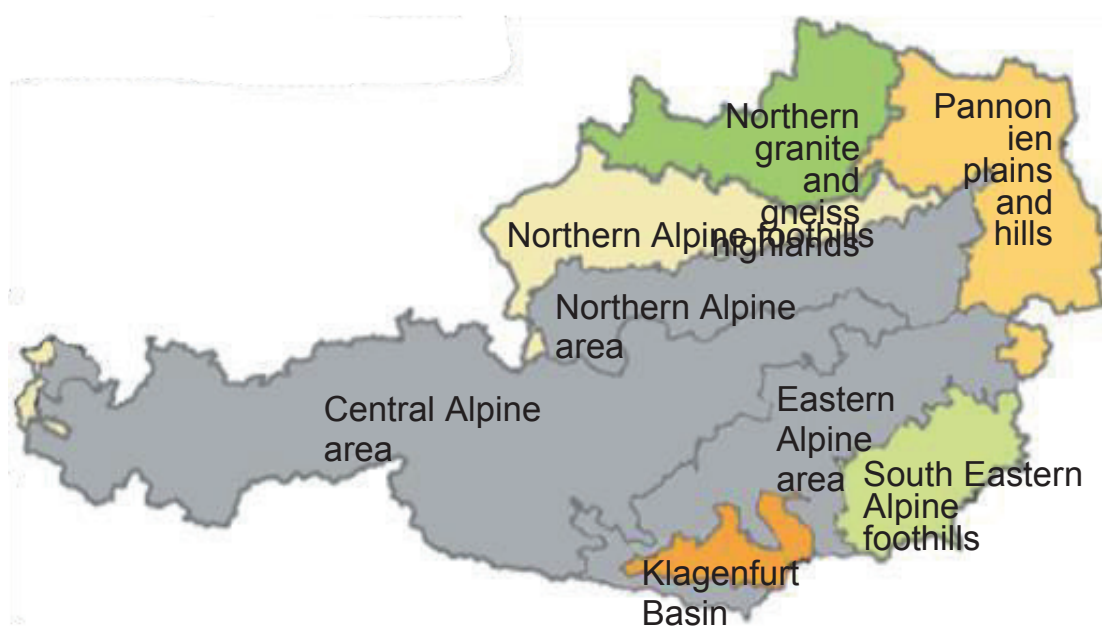 Northern
granite
and
gneiss
highlands
Pannon
ien
plains
and
hills
Northern Alpine foothills
Northern Alpine
area
Central Alpine
area
Eastern
Alpine
area
South Eastern
Alpine
foothills
Klagenfurt
Basin